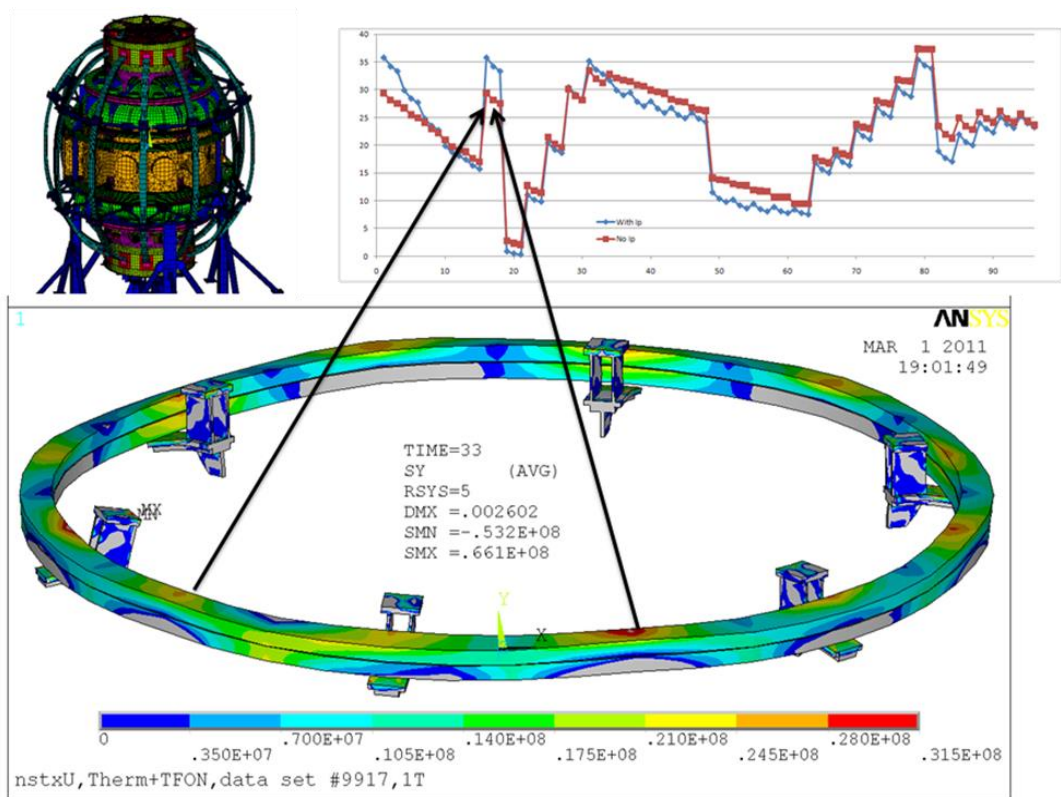 40
35
30
25
20
15
10
5
0
0 10 20 30 40 50 60 70 80 90
With Ip
No Ip
1
ANSYS
MAR 1 2011
19:01:49
TIME=33
SY (AVG)
RSYS=5
DMX =.002602
SMN =-.532E+08
SMX =.661E+08
MX
MN
Y
X
0 .700E+07 .140E+08 .210E+08 .280E+08
.350E+07 .105E+08 .175E+08 .245E+08 .315E+08
nstxU,Therm+TFON,data set #9917,1T